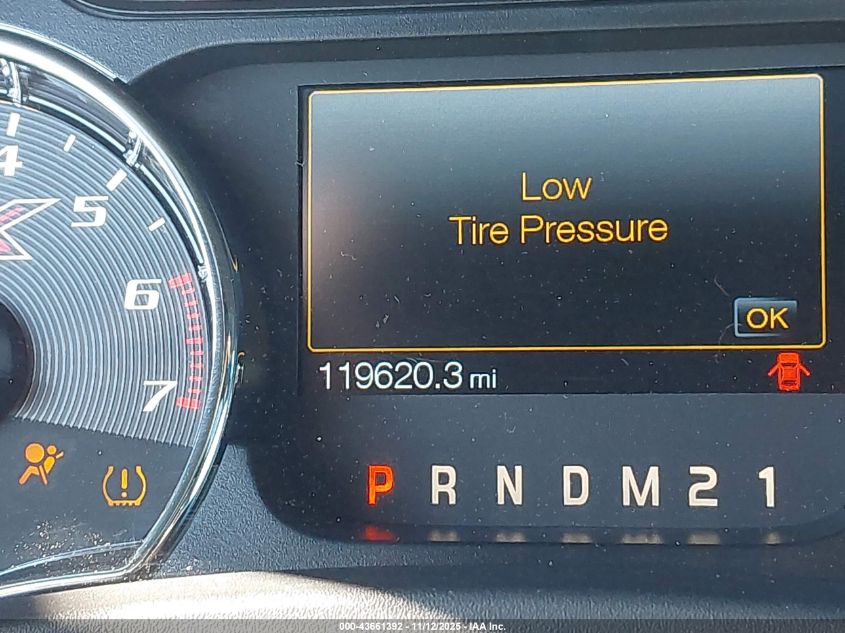 Low
Tire Pressure
OK
119620.3 mi
4
5
6
7
P R N D M 2 1
000-43661392 - 11/12/2025 - IAA Inc.